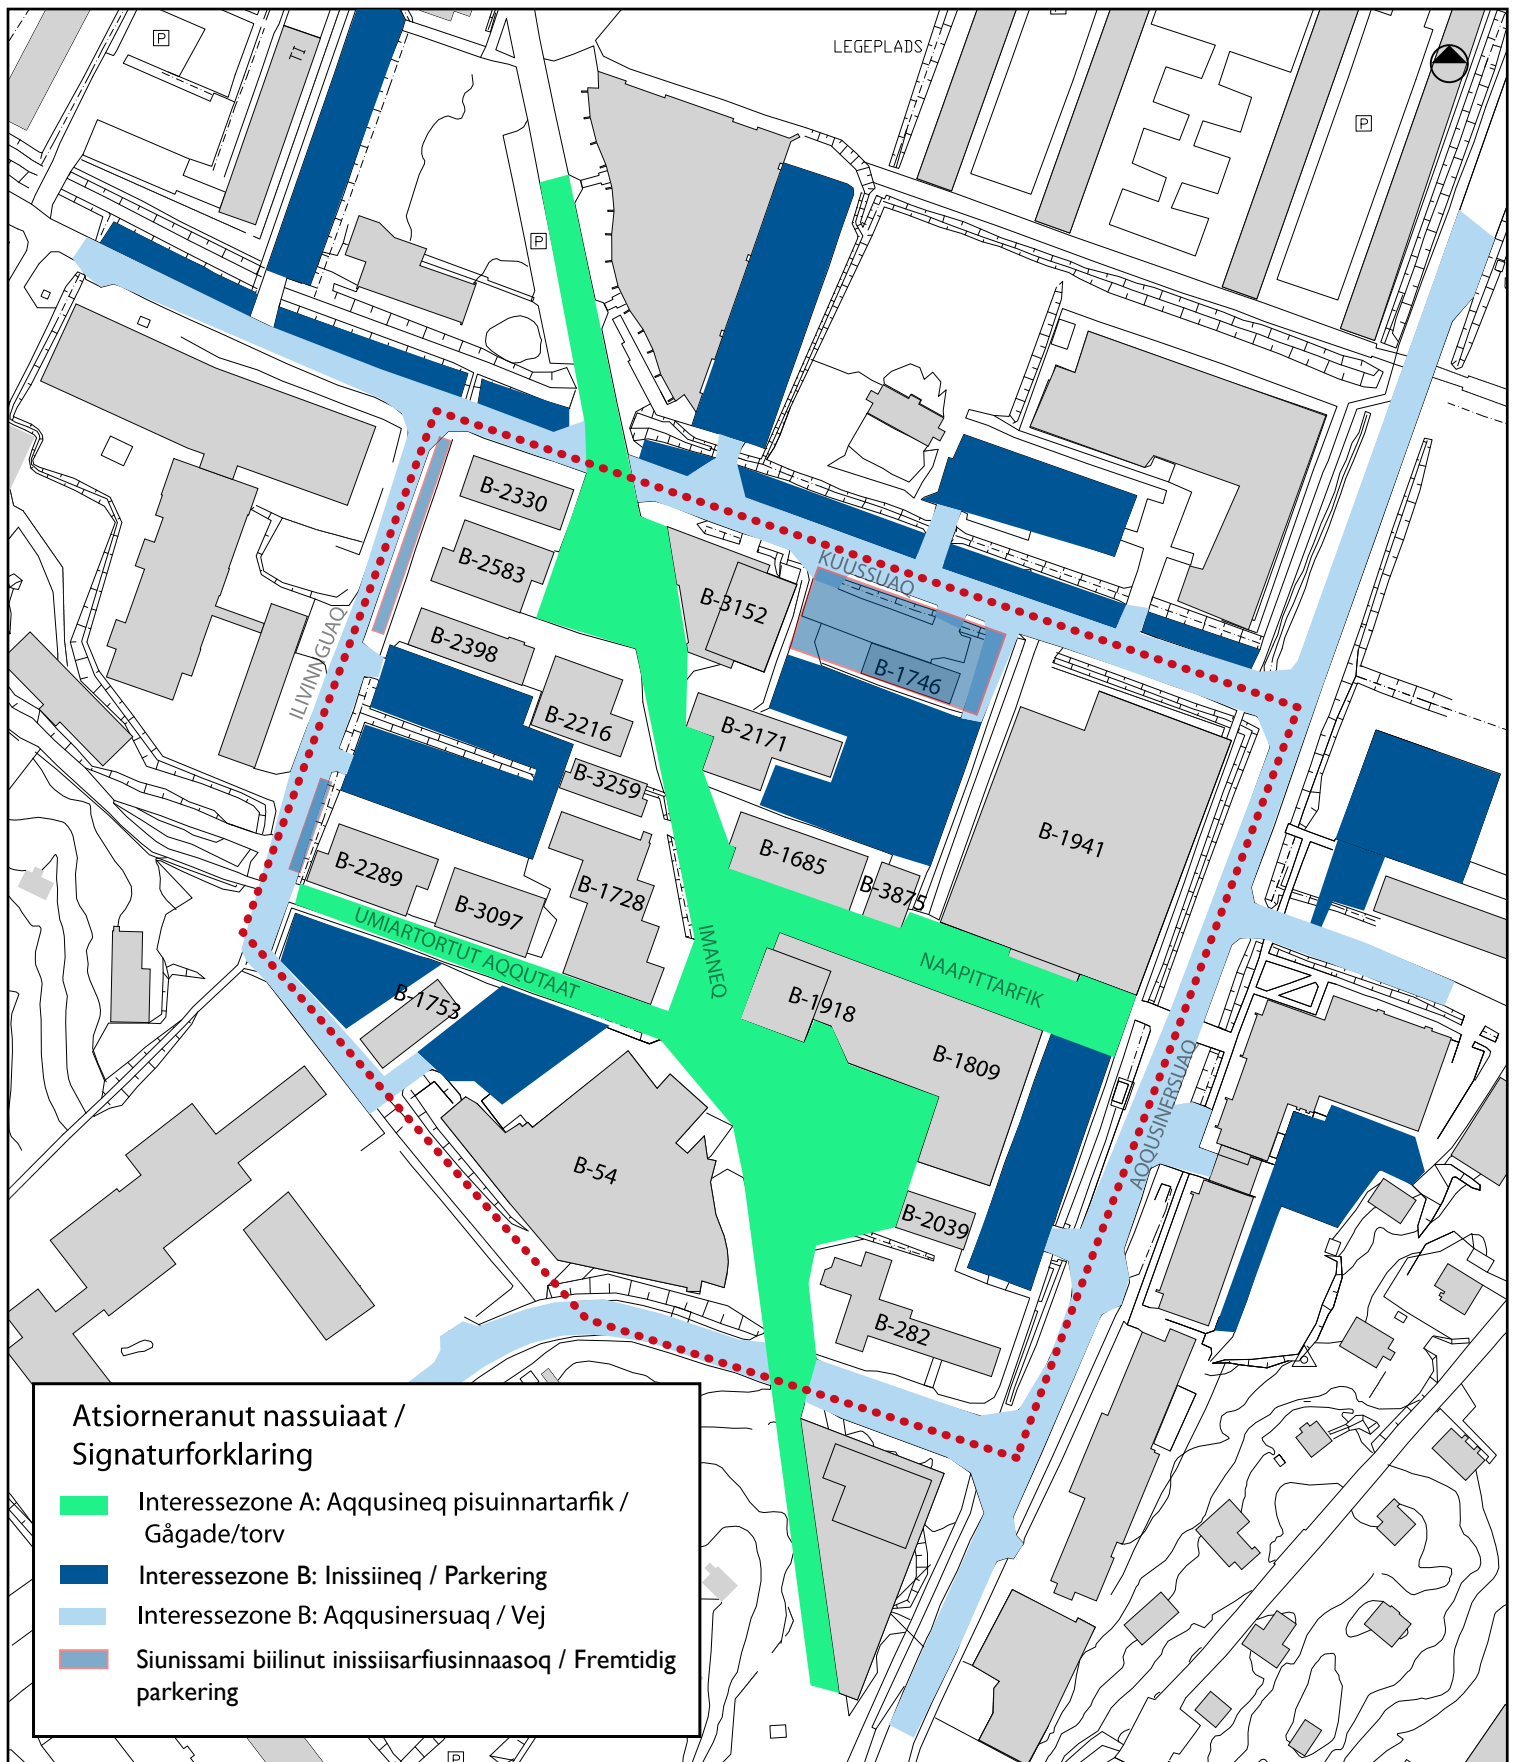 LEGEPLADS
P
TI
P
P
B-2330
B-2583
KUUSSUAQ
B-3152
B-2398
ILIVINNGUAQ
B-1746
B-2216
B-2171
B-3259
B-1941
B-1685
B-2289
B-3875
B-1728
B-3097
UMIARTORTUT AQQUTAAT
IMANEQ
NAAPITTARFIK
B-1753
B-1918
B-1809
AQQUSINERSUAQ
B-54
B-2039
B-282
Atsiorneranut nassuiaat /
Signaturforklaring
Interessezone A: Aqqusineq pisuinnartarfik /
Gågade/torv
Interessezone B: Inissiineq / Parkering
Interessezone B: Aqqusinersuaq / Vej
Siunissami biilinut inissiisarfiusinnaasoq / Fremtidig
parkering
P